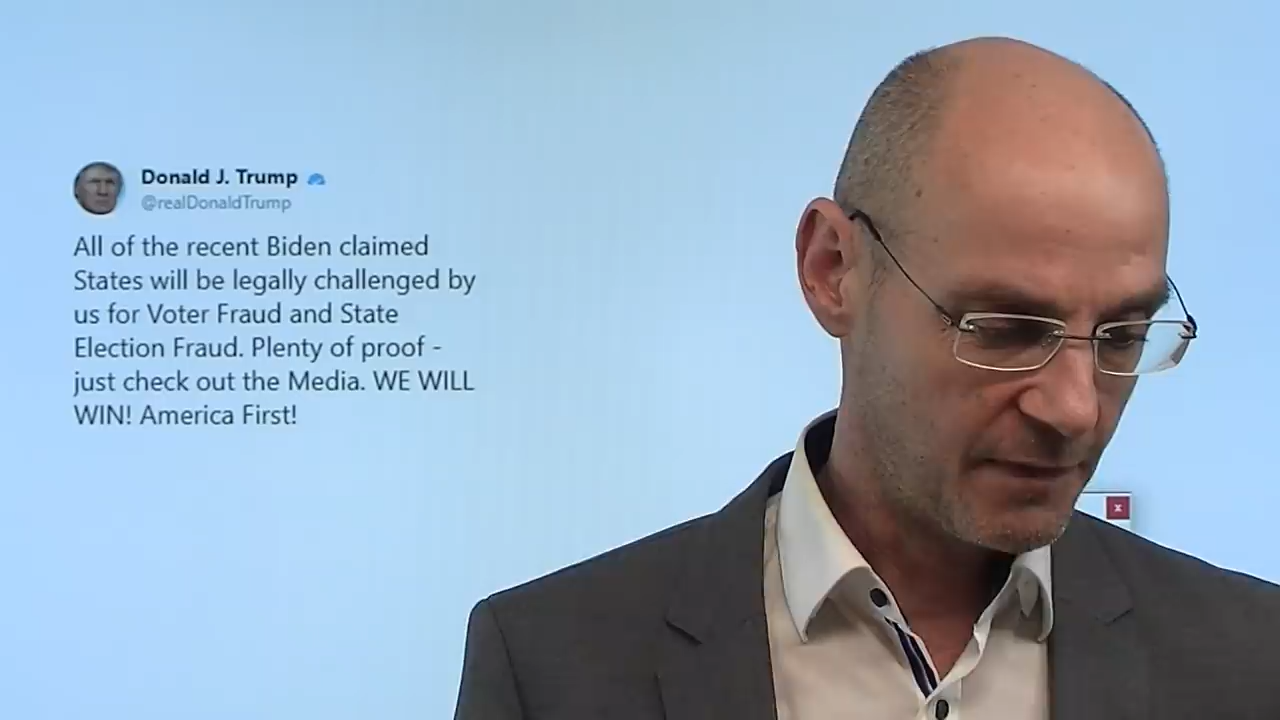 Donald J. Trump
@realDonaldTrump
All of the recent Biden claimed
States will be legally challenged by
us for Voter Fraud and State
Election Fraud. Plenty of proof -
just check out the Media. WE WILL
WIN! America First!
x